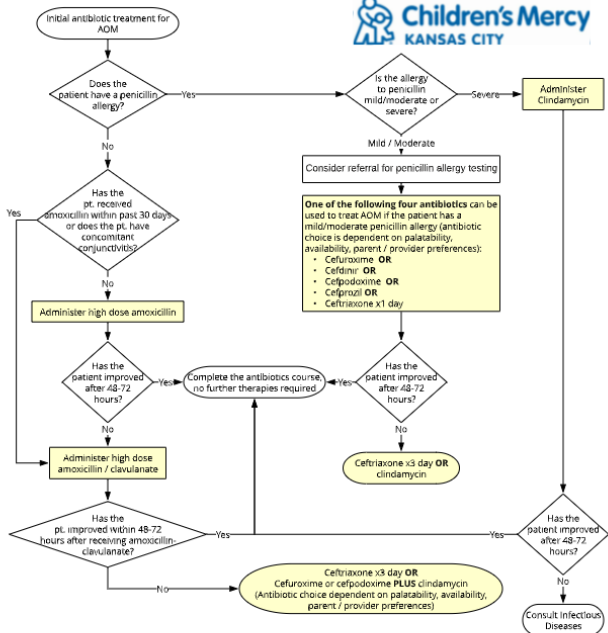 Children's Mercy
KANSAS CITY
Initial antibiotic treatment for
AOM
Does the
patient have a penicillin
allergy?
Yes
Is the allergy
to penicillin
mild/moderate or
severe?
Severe
Administer
Clindamycin
No
Mild / Moderate
Consider referral for penicillin allergy testing
Has the
pt. received
amoxicillin within past 30 days
or does the pt. have
concomitant
conjunctivitis?
Yes
One of the following four antibiotics can be
used to treat AOM if the patient has a
mild/moderate penicillin allergy (antibiotic
choice is dependent on palatability,
availability, parent / provider preferences):
• Cefuroxime OR
• Cefdinir OR
• Cefpodoxime OR
• Cefprozil OR
• Ceftriaxone x1 day
No
Administer high dose amoxicillin
Has the
patient improved
after 48-72
hours?
Yes
Complete the antibiotics course,
no further therapies required
Yes
Has the
patient improved
after 48-72
hours?
No
No
Administer high dose
amoxicillin / clavulanate
Ceftriaxone x3 day OR
clindamycin
Has the
pt. improved within 48-72
hours after receiving amoxicillin-
clavulanate?
Yes
Yes
Has the
patient improved
after 48-72
hours?
No
Ceftriaxone x3 day OR
Cefuroxime or cefpodoxime PLUS clindamycin
(Antibiotic choice dependent on palatability, availability,
parent / provider preferences)
No
Consult Infectious
Diseases